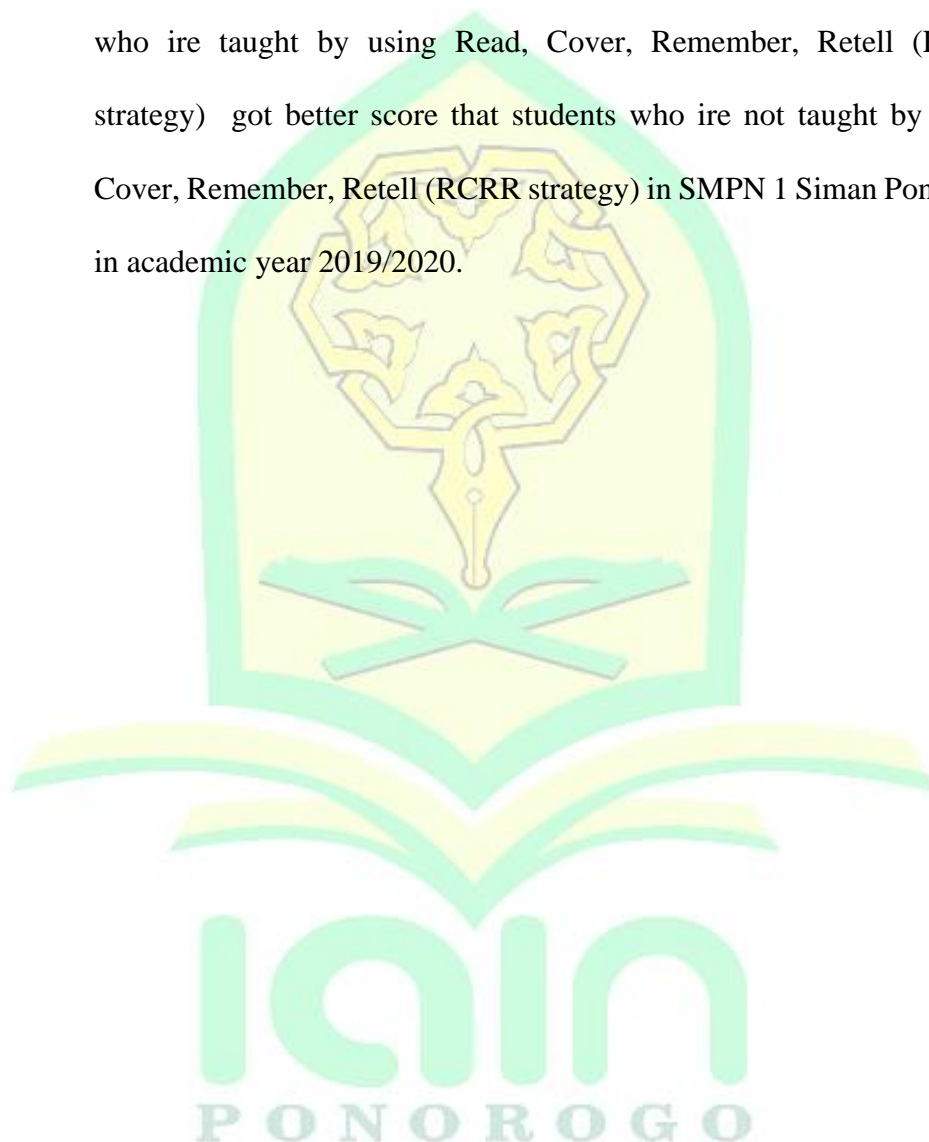 who ire taught by using Read, Cover, Remember, Retell
strategy) got better score that students who ire not taught by
Cover, Remember, Retell (RCRR strategy) in SMPN 1 Siman
in academic year 2019/2020.
iain
PONOROGO